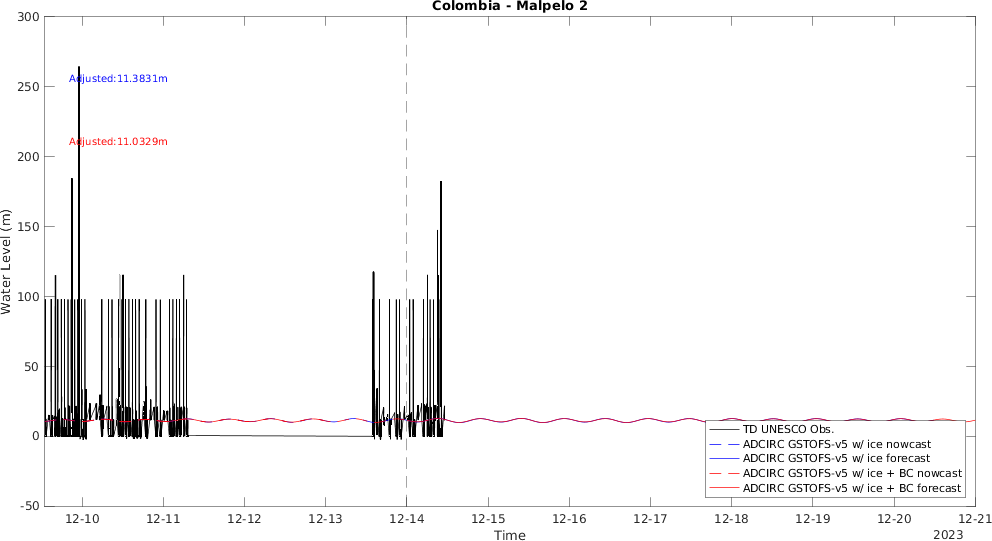 Colombia - Malpelo 2
300
250
200
150
100
50
0
-50
Water Level (m)
Adjusted:11.3831m
Adjusted:11.0329m
TD UNESCO Obs.
ADCIRC GSTOFS-v5 w/ ice nowcast
ADCIRC GSTOFS-v5 w/ ice forecast
ADCIRC GSTOFS-v5 w/ ice + BC nowcast
ADCIRC GSTOFS-v5 w/ ice + BC forecast
12-10 12-11 12-12 12-13 12-14 12-15 12-16 12-17 12-18 12-19 12-20 12-21
Time
2023